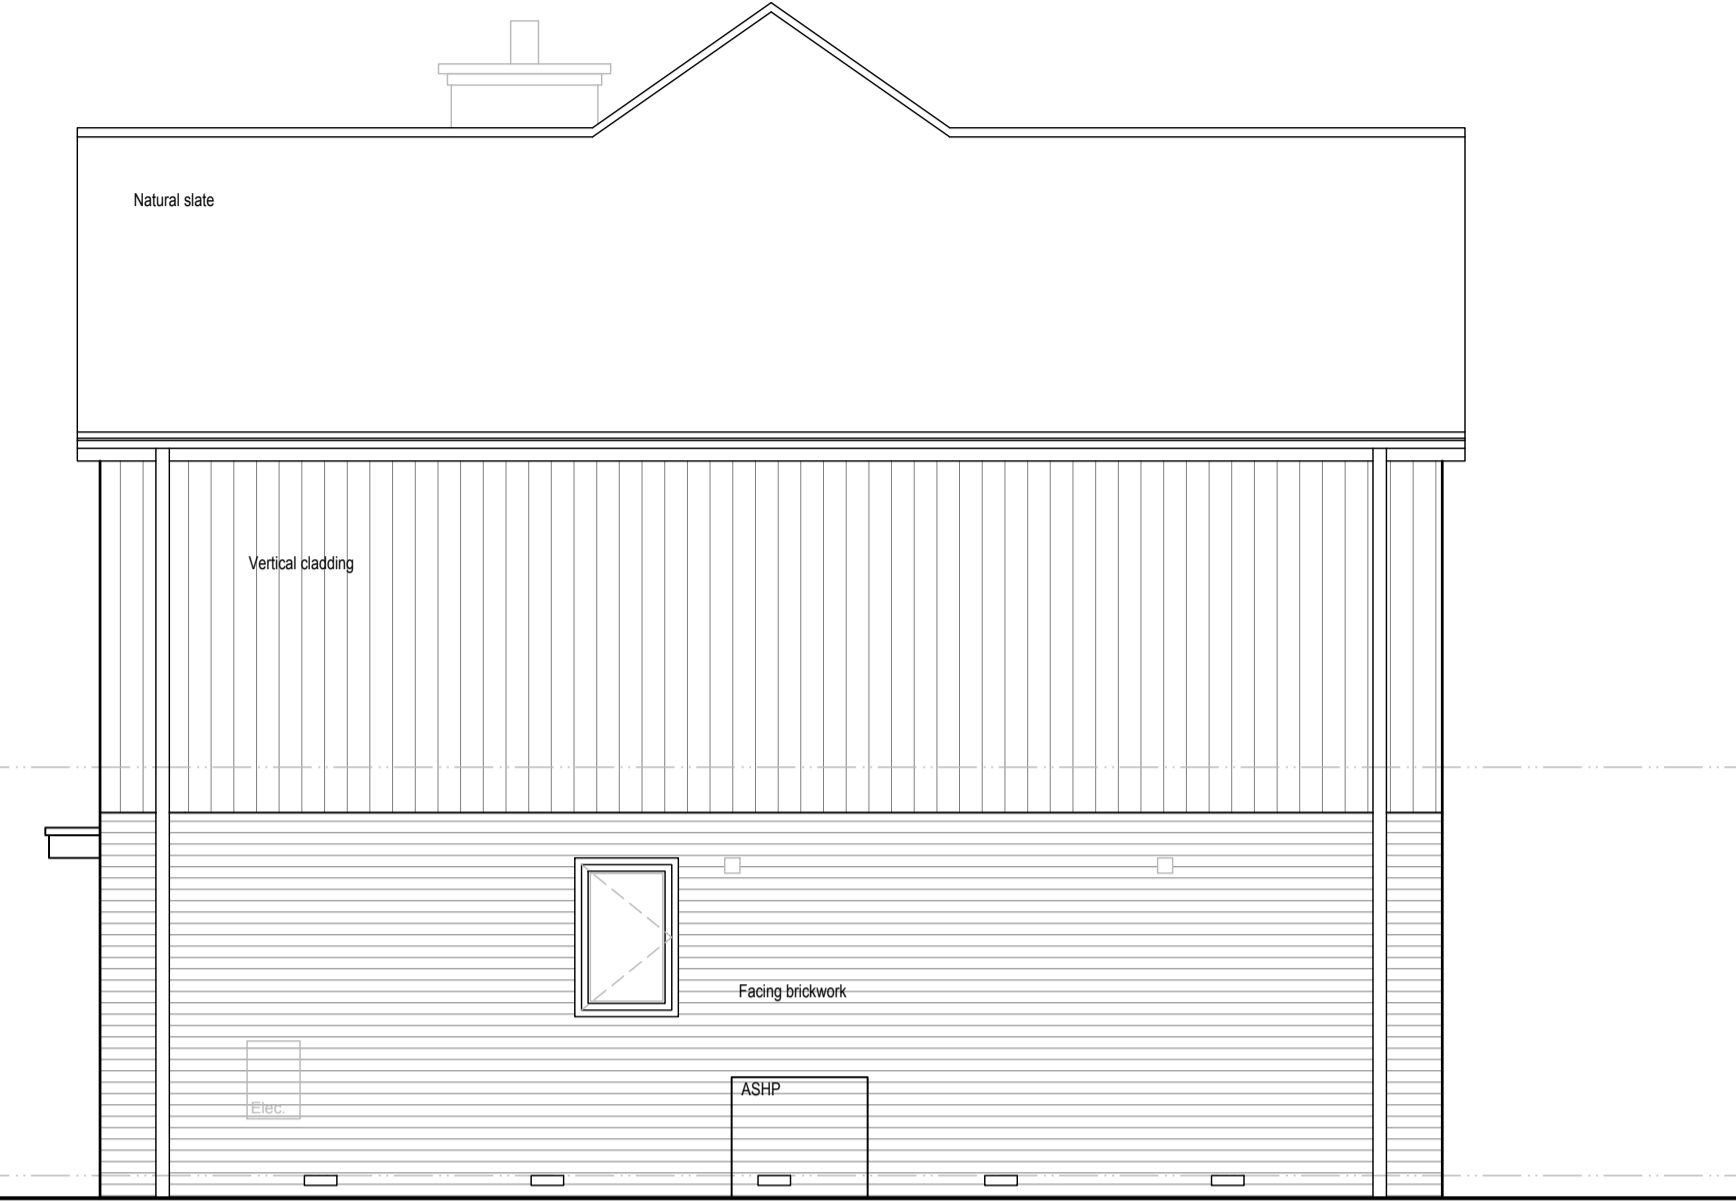 Natural slate
Vertical cladding
Facing brickwork
ASHP
Elec.